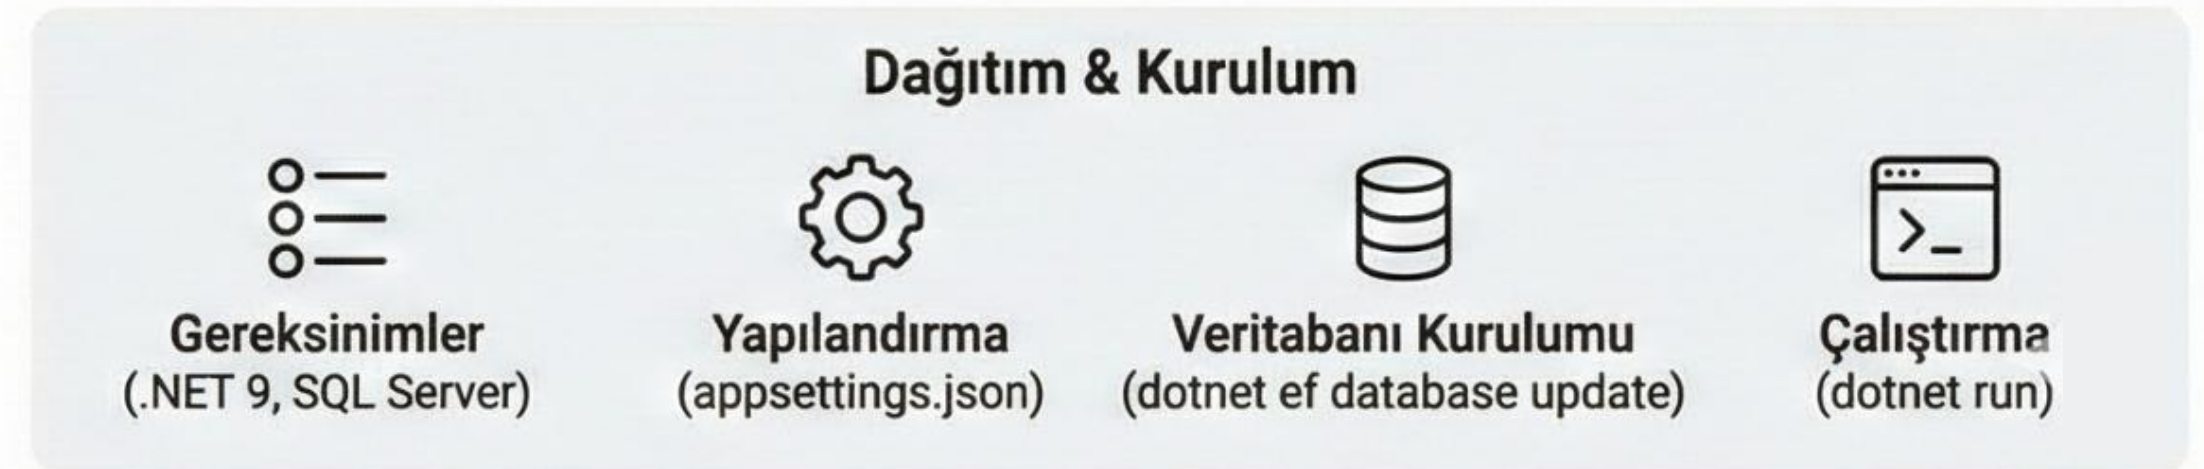 Dağıtım & Kurulum
Gereksinimler
(.NET 9, SQL Server)
Yapılandırma
(appsettings.json)
Veritabanı Kurulumu
(dotnet ef database update)
Çalıştırma
(dotnet run)